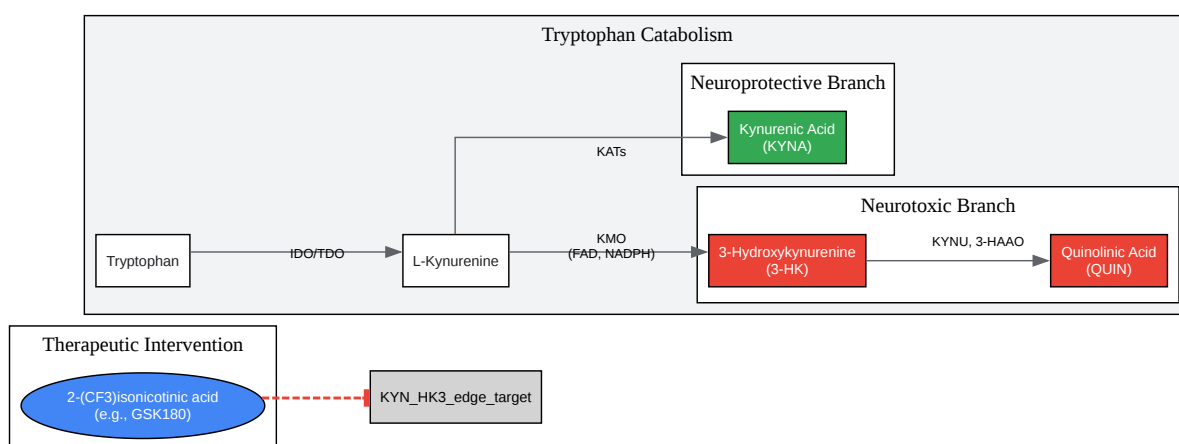 Tryptophan Catabolism
Neuroprotective Branch
Kynurenic Acid
(KYNA)
KATs
Neurotoxic Branch
Tryptophan
IDO/TDO
L-Kynurenine
KMO
(FAD, NADPH)
3-Hydroxykynurenine
(3-HK)
KYNU, 3-HAAO
Quinolinic Acid
(QUIN)
Therapeutic Intervention
2-(CF3)isonicotinic acid
(e.g., GSK180)
KYN_HK3_edge_target